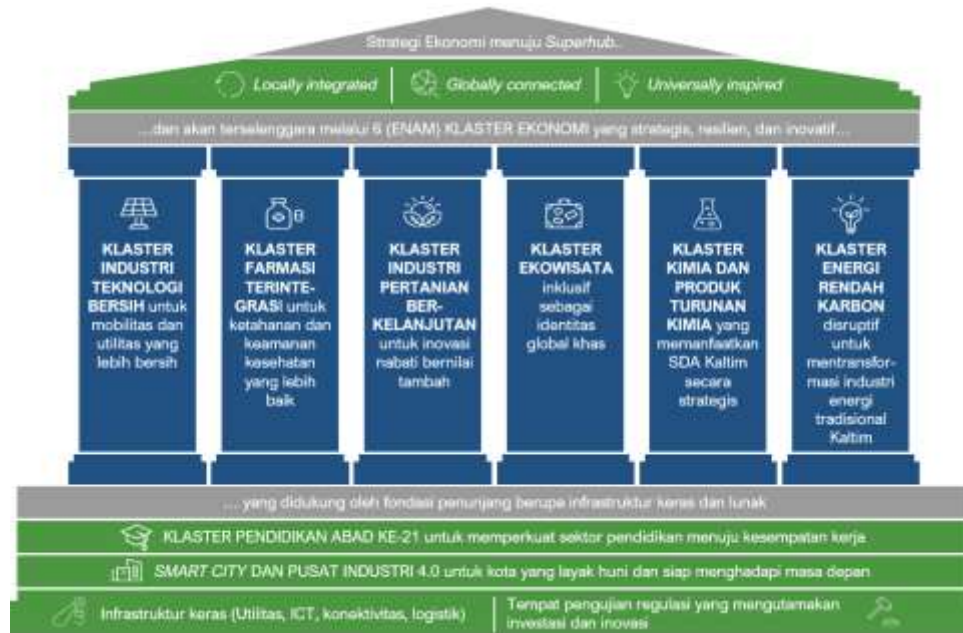 Strategi Ekonomi menuju Superhub..
Locally integrated
Globally connected
Universally inspired
...dan akan terselenggara melalui 6 (ENAM) KLASTER EKONOMI yang strategis, resilien, dan inovatif...
KLASTER
INDUSTRI
TEKNOLOGI
BERSIH untuk
mobilitas dan
utilitas yang
lebih bersih
KLASTER
FARMASI
TERINTE-
GRASI untuk
ketahanan dan
keamanan
kesehatan
yang lebih
baik
KLASTER
INDUSTRI
PERTANIAN
BER-
KELANJUTAN
untuk inovasi
nabati bernilai
tambah
KLASTER
EKOWISATA
inklusif
sebagai
identitas
global khas
KLASTER
KIMIA DAN
PRODUK
TURUNAN
KIMIA yang
memanfaatkan
SDA Kaltim
secara
strategis
KLASTER
ENERGI
RENDAH
KARBON
disruptif
untuk
mentransfor-
masi industri
energi
tradisional
Kaltim
... yang didukung oleh fondasi penunjang berupa infrastruktur keras dan lunak
KLASTER PENDIDIKAN ABAD KE-21 untuk memperkuat sektor pendidikan menuju kesempatan kerja
SMART CITY DAN PUSAT INDUSTRI 4.0 untuk kota yang layak huni dan siap menghadapi masa depan
Infrastruktur keras (Utilitas, ICT, konektivitas, logistik)
Tempat pengujian regulasi yang mengutamakan
investasi dan inovasi